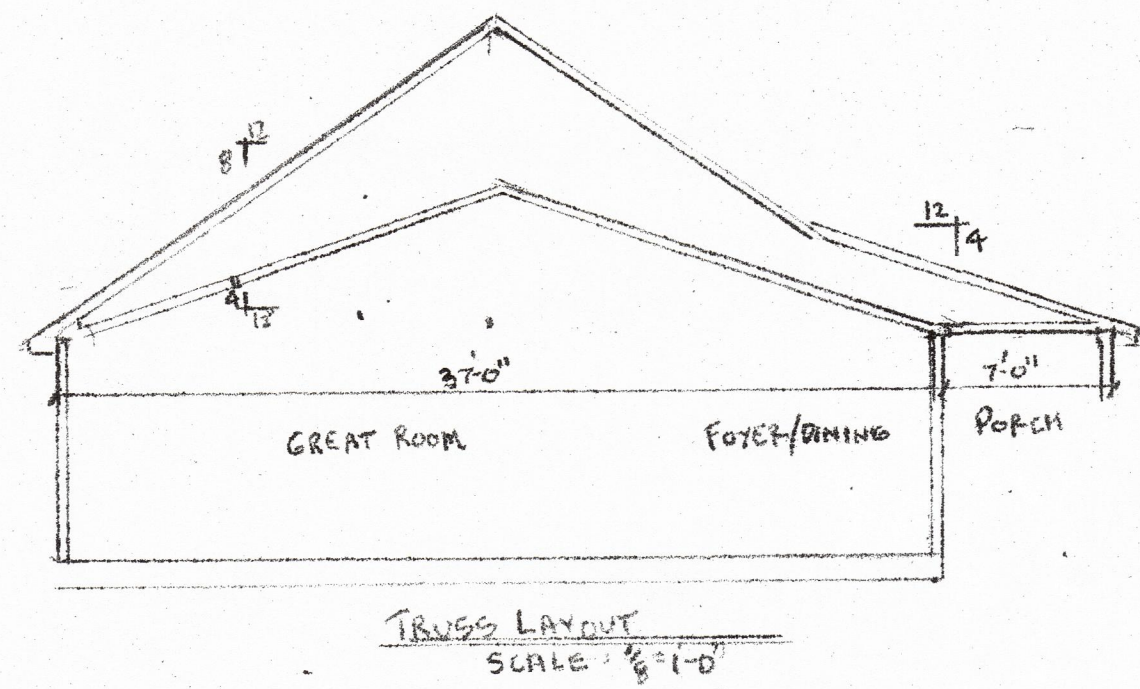 12
8
12
4
4
12
37'-0"
7'-0"
GREAT ROOM
FOYER/DINING
PORCH
TRUSS LAYOUT
SCALE: 1/8"=1'-0"